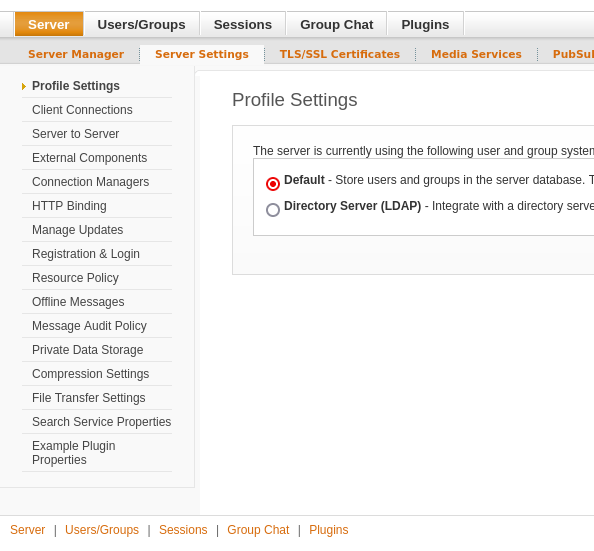 Server Users/Groups Sessions Group Chat Plugins
Server Manager Server Settings TLS/SSL Certificates Media Services
Profile Settings
Client Connections
Server to Server
External Components
Connection Managers
HTTP Binding
Manage Updates
Registration & Login
Resource Policy
Offline Messages
Message Audit Policy
Private Data Storage
Compression Settings
File Transfer Settings
Search Service Properties
Example Plugin
Properties
Profile Settings
The server is currently using the following user and group system
Default - Store users and groups in the server database.
Directory Server (LDAP) - Integrate with a directory
Server | Users/Groups | Sessions | Group Chat | Plugins